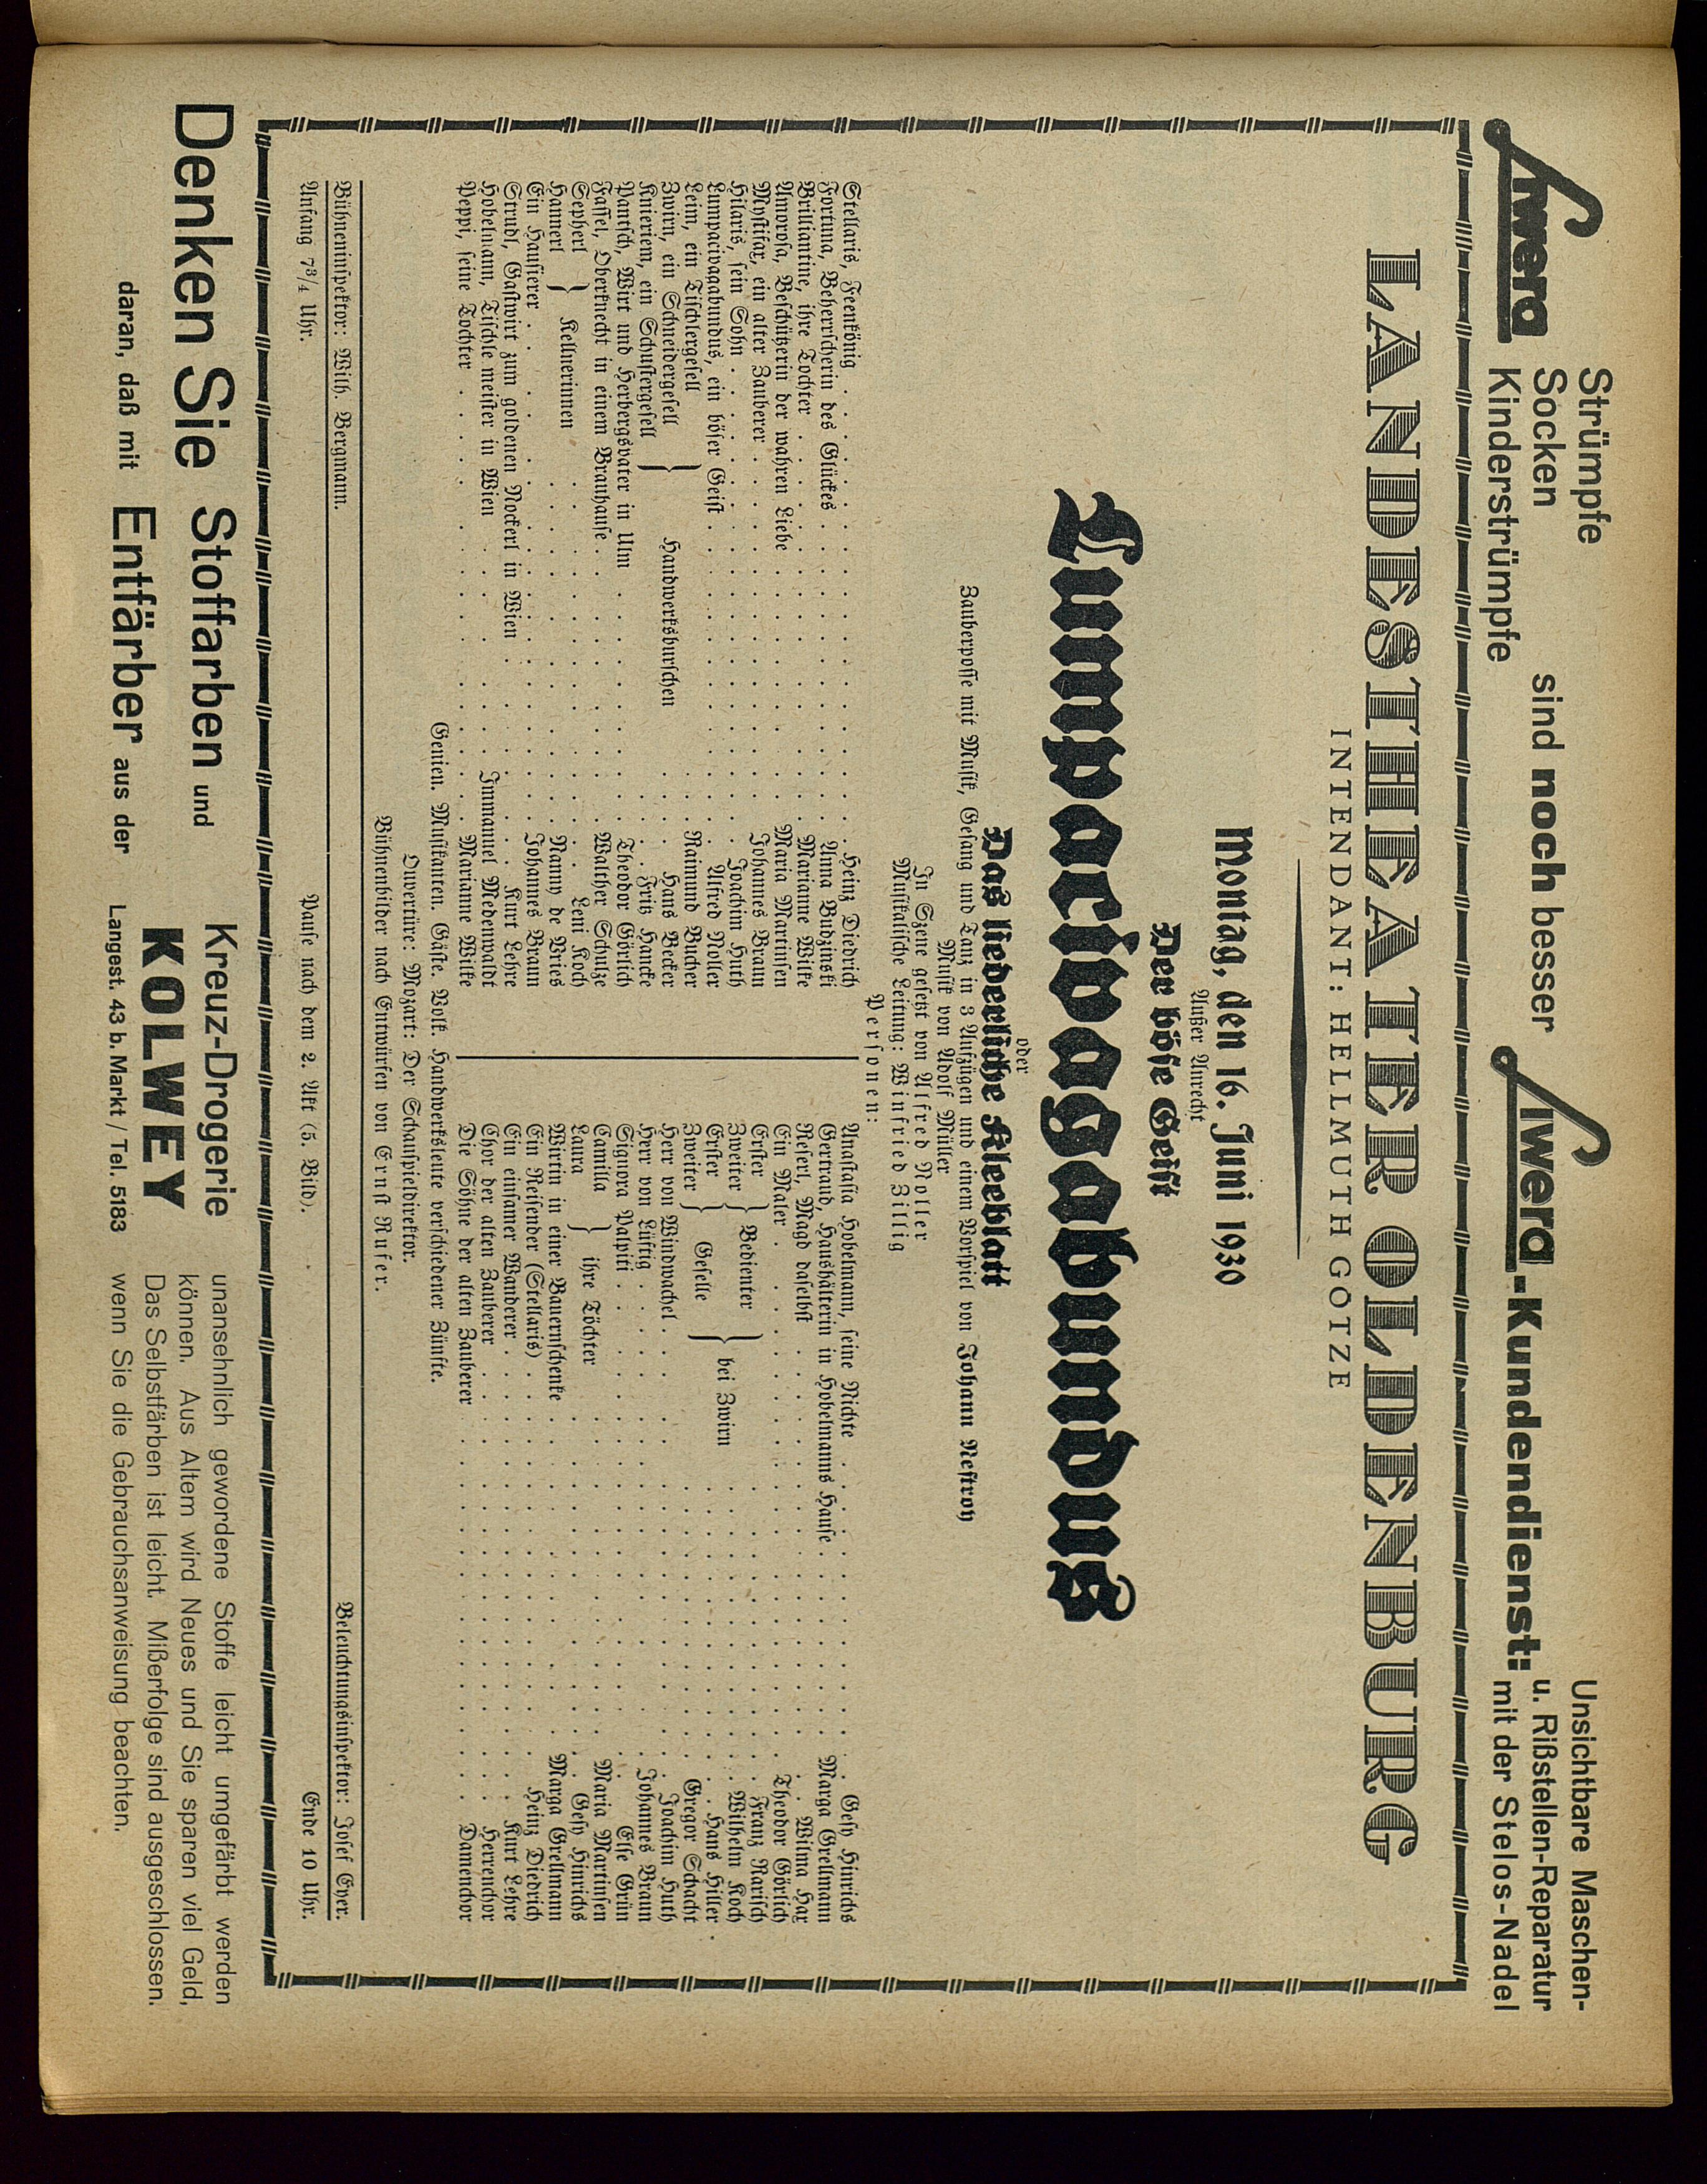 Siwera
Strümpfe
Socken
Kinderstrümpfe
sind noch besser
Siwera-Kundendienst:
Unsichtbare Maschen-
u. Rißstellen-Reparatur
mit der Stelos-Nadel
LANDESTHEATER OLDENBURG
INTENDANT: HELLMUTH GÖTZE
Montag, den 16. Juni 1930
Außer Anrecht
Der böse Geist
Lumpacivagabundus
oder
Das liederliche Kleeblatt
Zauberposse mit Musik, Gesang und Tanz in 3 Aufzügen und einem Vorspiel von Johann Nestroy
Musik von Adolf Müller
In Szene gesetzt von Alfred Noller
Musikalische Leitung: Winfried Zillig
Personen:
Stellaris, Feenkönig . . . Heinz Diedrich
Fortuna, Beherrscherin des Glückes . . . Anna Budzinski
Brilliantine, ihre Tochter . . . Marianne Wilke
Amorosa, Beschützerin der wahren Liebe . . . Maria Martinsen
Mystifax, ein alter Zauberer . . . Johannes Braun
Hilaris, sein Sohn . . . Joachim Huth
Lumpacivagabundus, ein böser Geist . . . Alfred Noller
Leim, ein Tischlergesell } . . . Raimund Bucher
Zwirn, ein Schneidergesell } Handwerksburschen . . . Hans Becker
Knieriem, ein Schustergesell } . . . Fritz Hancke
Pantsch, Wirt und Herbergsvater in Ulm . . . Theodor Görlich
Fassel, Oberknecht in einem Brauhause . . . Walther Schulze
Sepherl } . . . Leni Koch
Hannerl } Kellnerinnen . . . Nanny de Vries
Ein Hausierer . . . Johannes Braun
Strudl, Gastwirt zum goldenen Nockerl in Wien . . . Kurt Lehre
Hobelmann, Tischle meister in Wien . . . Immanuel Medenwaldt
Peppi, seine Tochter . . . Marianne Wilke
Anastasia Hobelmann, seine Nichte . . . Gesy Hinrichs
Gertraud, Haushälterin in Hobelmanns Hause . . . Marga Grellmann
Reserl, Magd daselbst . . . Wilma Hax
Ein Maler . . . Theodor Görlich
Erster } Bedienter } . . . Franz Rarisch
Zweiter } bei Zwirn . . . Wilhelm Koch
Erster } Geselle } . . . Hans Hiller
Zweiter } . . . Gregor Schacht
Herr von Windwachel . . . Joachim Huth
Herr von Lüftig . . . Johannes Braun
Signora Palpiti . . . Else Grün
Camilla } ihre Töchter . . . Maria Martinsen
Laura } . . . Gesy Hinrichs
Wirtin in einer Bauernschenke . . . Marga Grellmann
Ein Reisender (Stellaris) . . . Heinz Diedrich
Ein einsamer Wanderer . . . Kurt Lehre
Chor der alten Zauberer . . . Herrenchor
Die Söhne der alten Zauberer . . . Damenchor
Genien. Musikanten. Gäste. Volk. Handwerksleute verschiedener Zünfte.
Ouvertüre: Mozart: Der Schauspieldirektor.
Bühnenbilder nach Entwürfen von Ernst Rufer.
Bühneninspektor: Wilh. Bergmann. Beleuchtungsinspektor: Josef Eyer.
Anfang 7¾ Uhr. Pause nach dem 2. Akt (5. Bild). Ende 10 Uhr.
Denken Sie
daran, daß mit
Stoffarben und
Entfärber aus der
Kreuz-Drogerie
KOLWEY
Langest. 43 b. Markt / Tel. 5183
unansehnlich gewordene Stoffe leicht umgefärbt werden
können. Aus Altem wird Neues und Sie sparen viel Geld,
Das Selbstfärben ist leicht. Mißerfolge sind ausgeschlossen.
wenn Sie die Gebrauchsanweisung beachten.